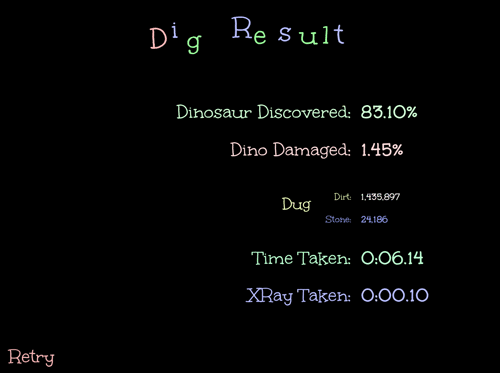 Dig Result
Dinosaur Discovered: 83.10%
Dino Damaged: 1.45%
Dug
Dirt: 1,435,897
Stone: 24,186
Time Taken: 0:06.14
XRay Taken: 0:00.10
Retry